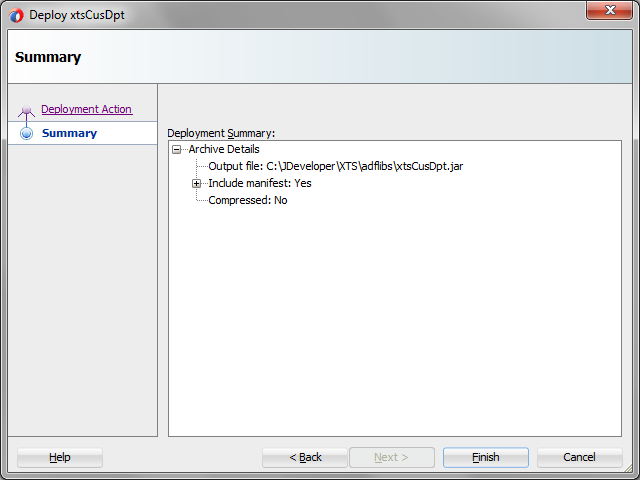 Deploy xtsCusDpt
Summary
Deployment Action
Summary
Deployment Summary:
Archive Details
Output file: C:\JDeveloper\XTS\adflibs\xtsCusDpt.jar
Include manifest: Yes
Compressed: No
Help
< Back
Next >
Finish
Cancel